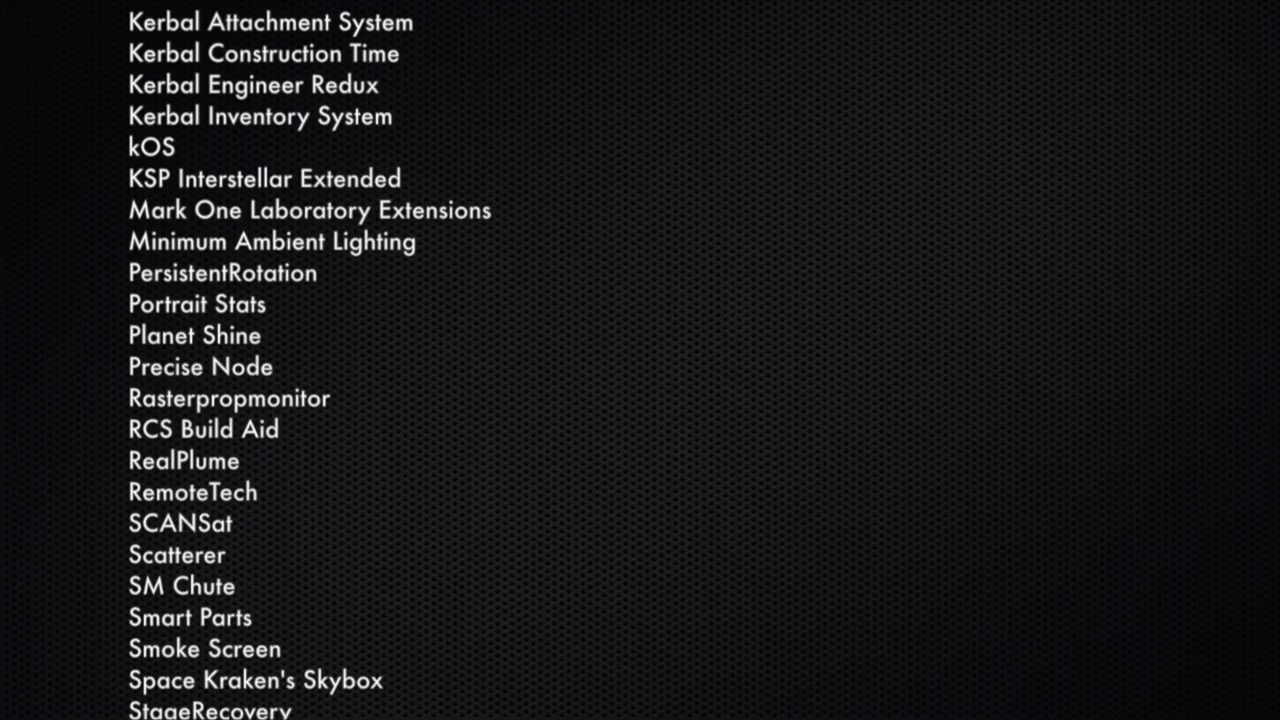 Kerbal Attachment System
Kerbal Construction Time
Kerbal Engineer Redux
Kerbal Inventory System
kOS
KSP Interstellar Extended
Mark One Laboratory Extensions
Minimum Ambient Lighting
PersistentRotation
Portrait Stats
Planet Shine
Precise Node
Rasterpropmonitor
RCS Build Aid
RealPlume
RemoteTech
SCANSat
Scatterer
SM Chute
Smart Parts
Smoke Screen
Space Kraken's Skybox
StageRecovery